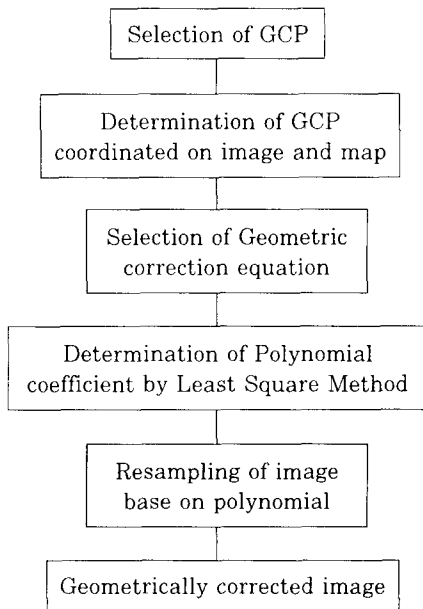 Selection of GCP
Determination of GCP
coordinated on image and map
Selection of Geometric
correction equation
Determination of Polynomial
coefficient by Least Square Method
Resampling of image
base on polynomial
Geometrically corrected image